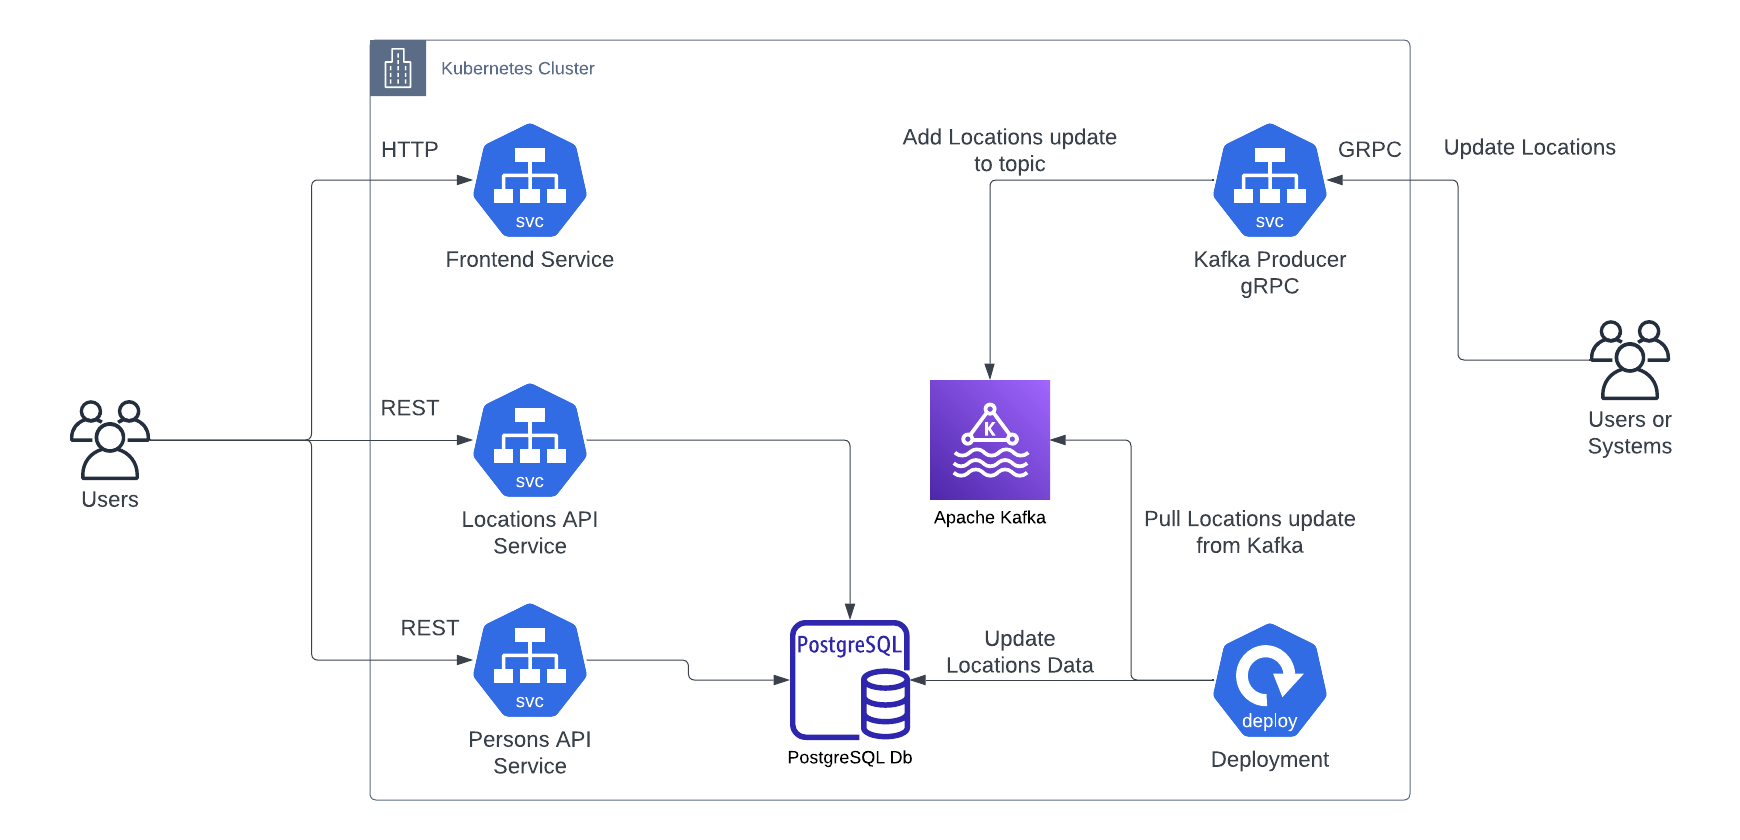 Kubernetes Cluster
HTTP
svc
Frontend Service
Add Locations update
to topic
svc
Kafka Producer
gRPC
GRPC
Update Locations
Users
REST
svc
Locations API
Service
K
Apache Kafka
Users or
Systems
Pull Locations update
from Kafka
REST
svc
Persons API
Service
PostgreSQL
PostgreSQL Db
Update
Locations Data
deploy
Deployment